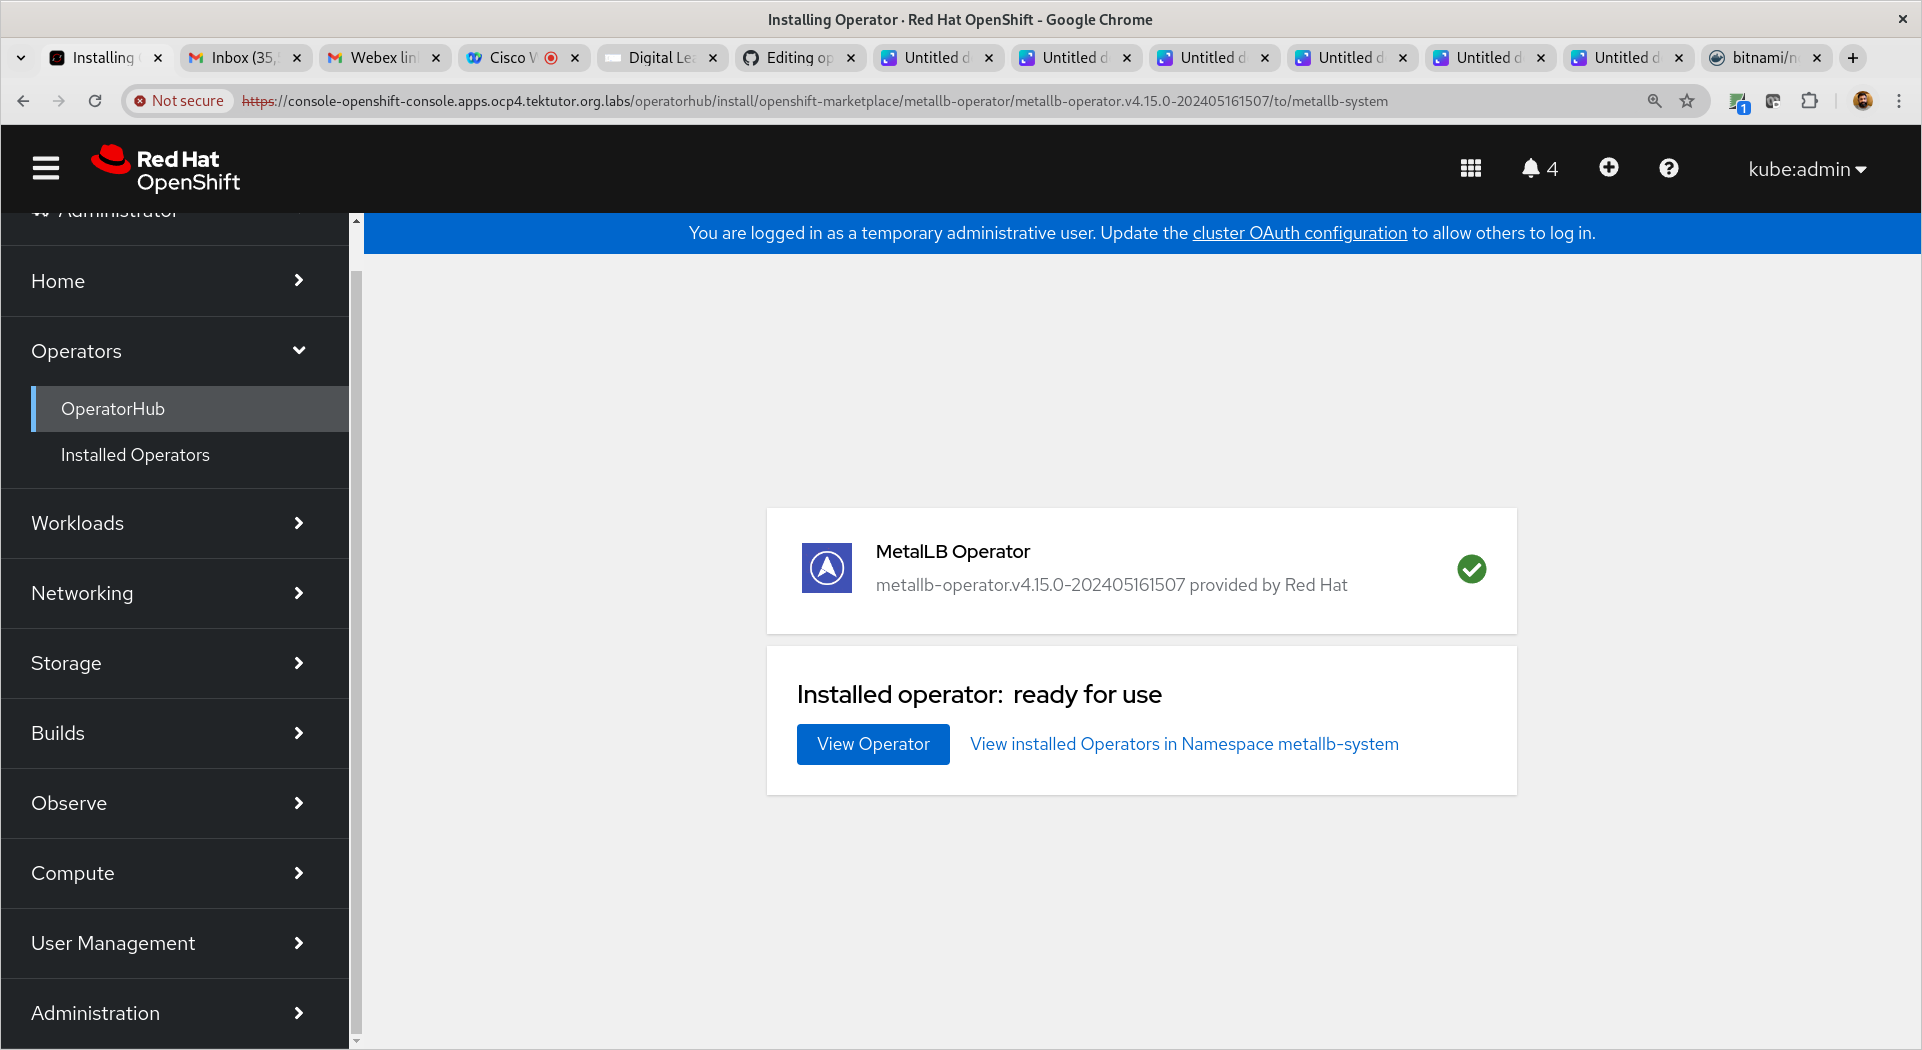 Installing Operator · Red Hat OpenShift - Google Chrome
Installing
Inbox (35,
Webex lin
Cisco
Digital Le
Editing op
Untitled d
Untitled d
Untitled d
Untitled d
Untitled d
Untitled d
bitnami/n
Not secure
https://console-openshift-console.apps.ocp4.tektutor.org.labs/operatorhub/install/openshift-marketplace/metallb-operator/metallb-operator.v4.15.0-202405161507/to/metallb-system
1
Red Hat
OpenShift
4
kube:admin
Administrator
You are logged in as a temporary administrative user. Update the cluster OAuth configuration to allow others to log in.
Home
Operators
OperatorHub
Installed Operators
Workloads
Networking
Storage
Builds
Observe
Compute
User Management
Administration
MetalLB Operator
metallb-operator.v4.15.0-202405161507 provided by Red Hat
Installed operator: ready for use
View Operator
View installed Operators in Namespace metallb-system